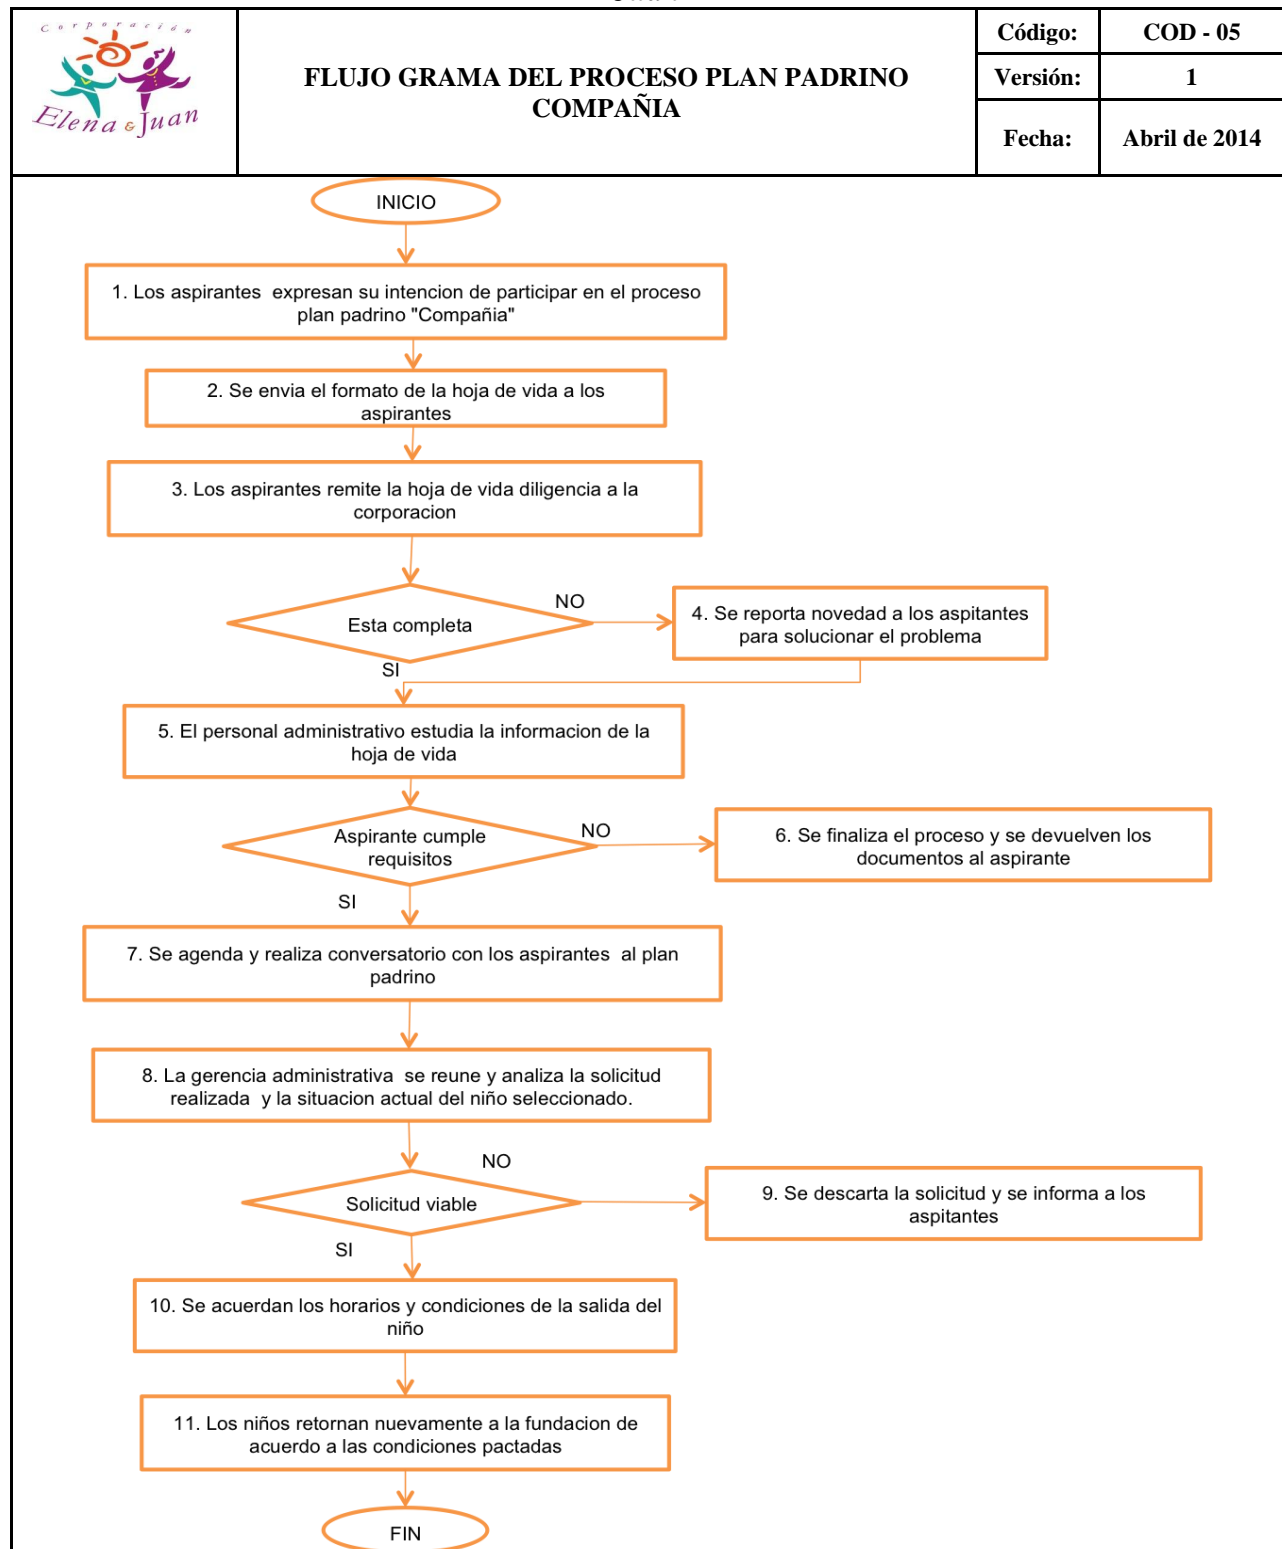 Corporación
Elena & Juan
FLUJO GRAMA DEL PROCESO PLAN PADRINO
COMPAÑIA
Código:
COD - 05
Versión:
1
Fecha:
Abril de 2014
INICIO
1. Los aspirantes expresan su intencion de participar en el proceso
plan padrino "Compañia"
2. Se envia el formato de la hoja de vida a los
aspirantes
3. Los aspirantes remite la hoja de vida diligencia a la
corporacion
Esta completa
NO
4. Se reporta novedad a los aspitantes
para solucionar el problema
SI
5. El personal administrativo estudia la informacion de la
hoja de vida
Aspirante cumple
requisitos
NO
6. Se finaliza el proceso y se devuelven los
documentos al aspirante
SI
7. Se agenda y realiza conversatorio con los aspirantes al plan
padrino
8. La gerencia administrativa se reune y analiza la solicitud
realizada y la situacion actual del niño seleccionado.
NO
Solicitud viable
9. Se descarta la solicitud y se informa a los
aspitantes
SI
10. Se acuerdan los horarios y condiciones de la salida del
niño
11. Los niños retornan nuevamente a la fundacion de
acuerdo a las condiciones pactadas
FIN